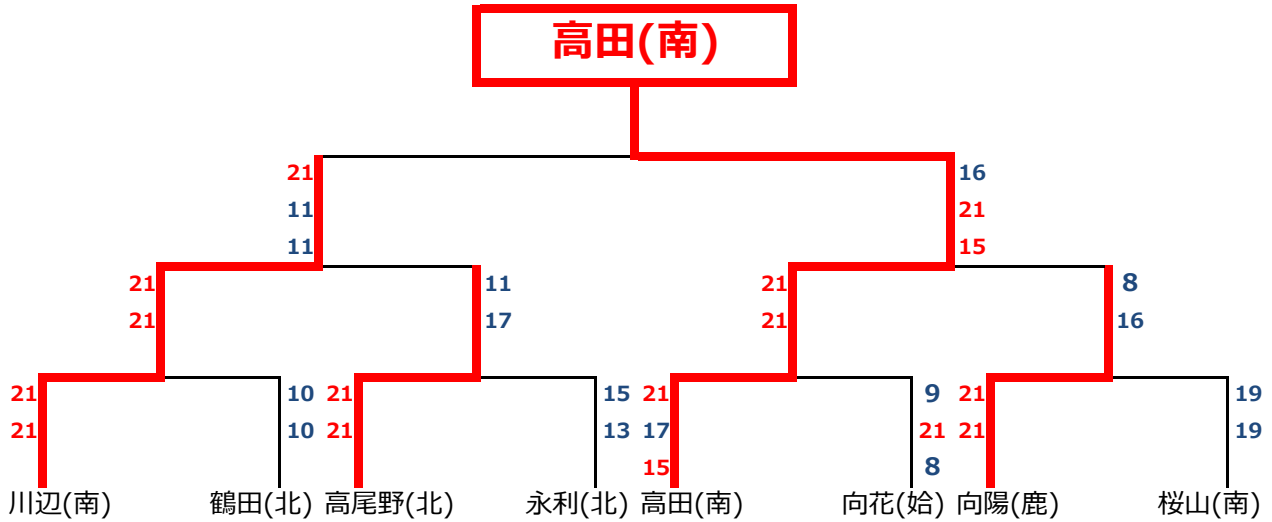 高田(南)
21 16
11 21
11 15
21 11 21 8
21 17 21 16
21 10 21 15 21 9 21 19
21 10 21 13 17 21 21 19
15 8
川辺(南) 鶴田(北) 高尾野(北) 永利(北) 高田(南) 向花(姶) 向陽(鹿) 桜山(南)